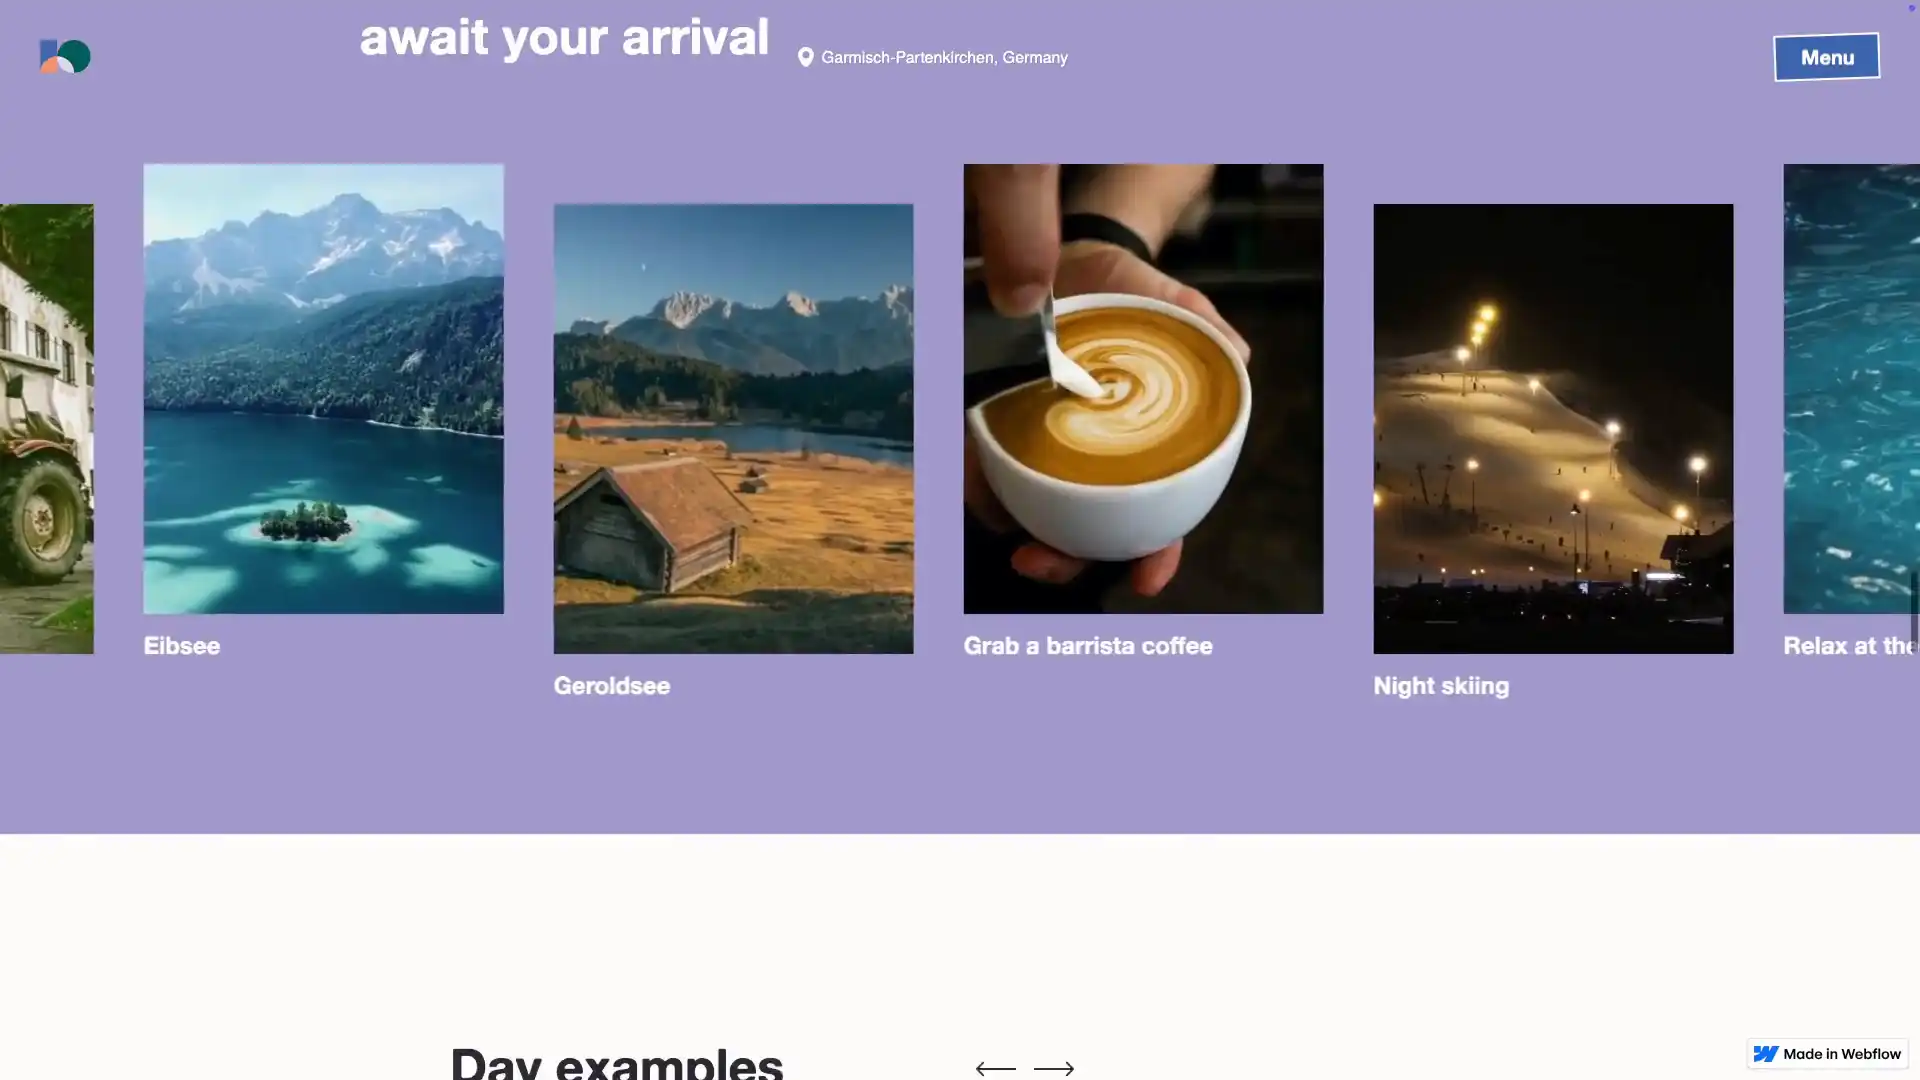 await your arrival
Garmisch-Partenkirchen, Germany
Menu
Eibsee
Geroldsee
Grab a barrista coffee
Night skiing
Relax at the
Day examples
Made in Webflow